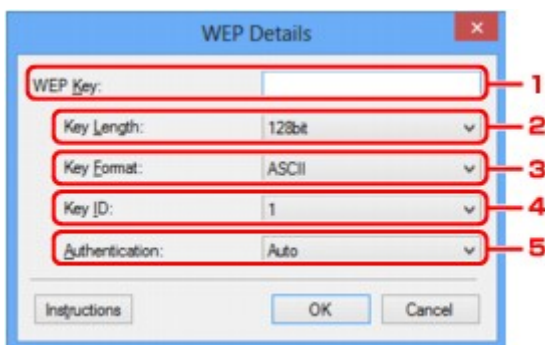 WEP Details
WEP Key: 1
Key Length: 128bit 2
Key Format: ASCII 3
Key ID: 1 4
Authentication: Auto 5
Instructions OK Cancel